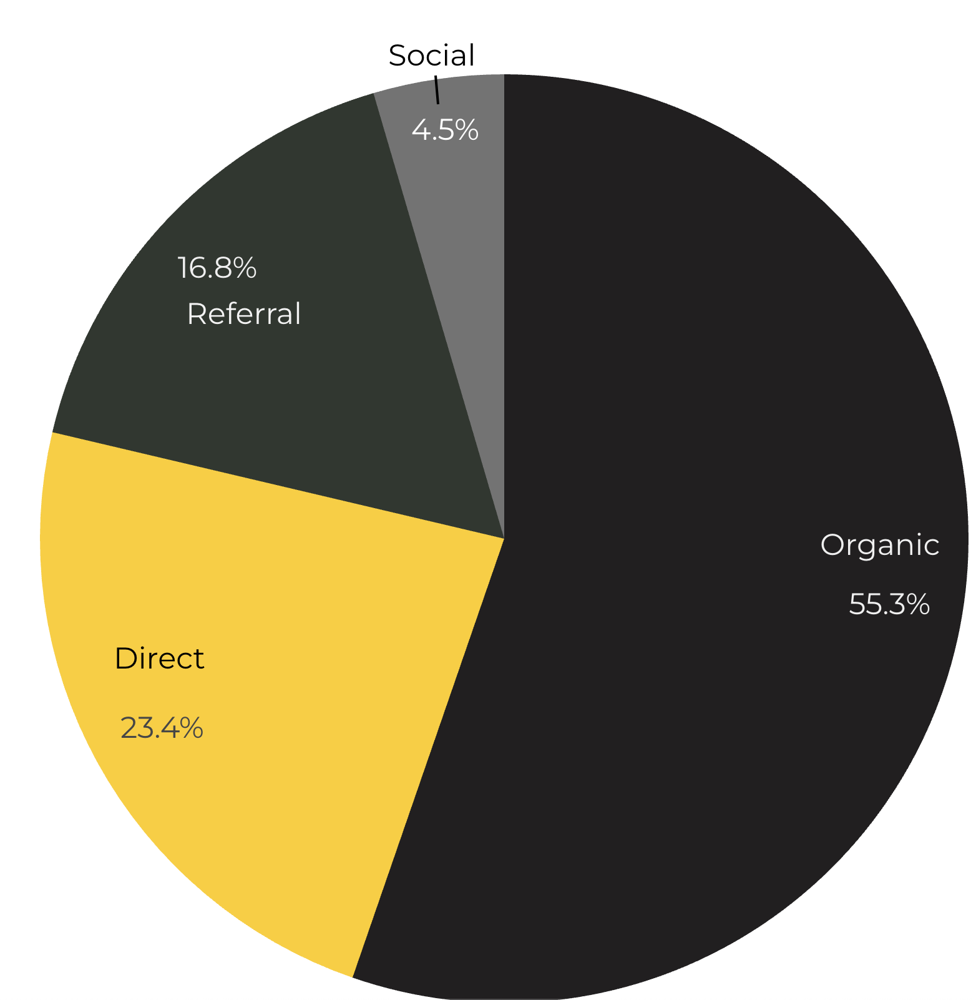 Social
4.5%
16.8%
Referral
Organic
55.3%
Direct
23.4%